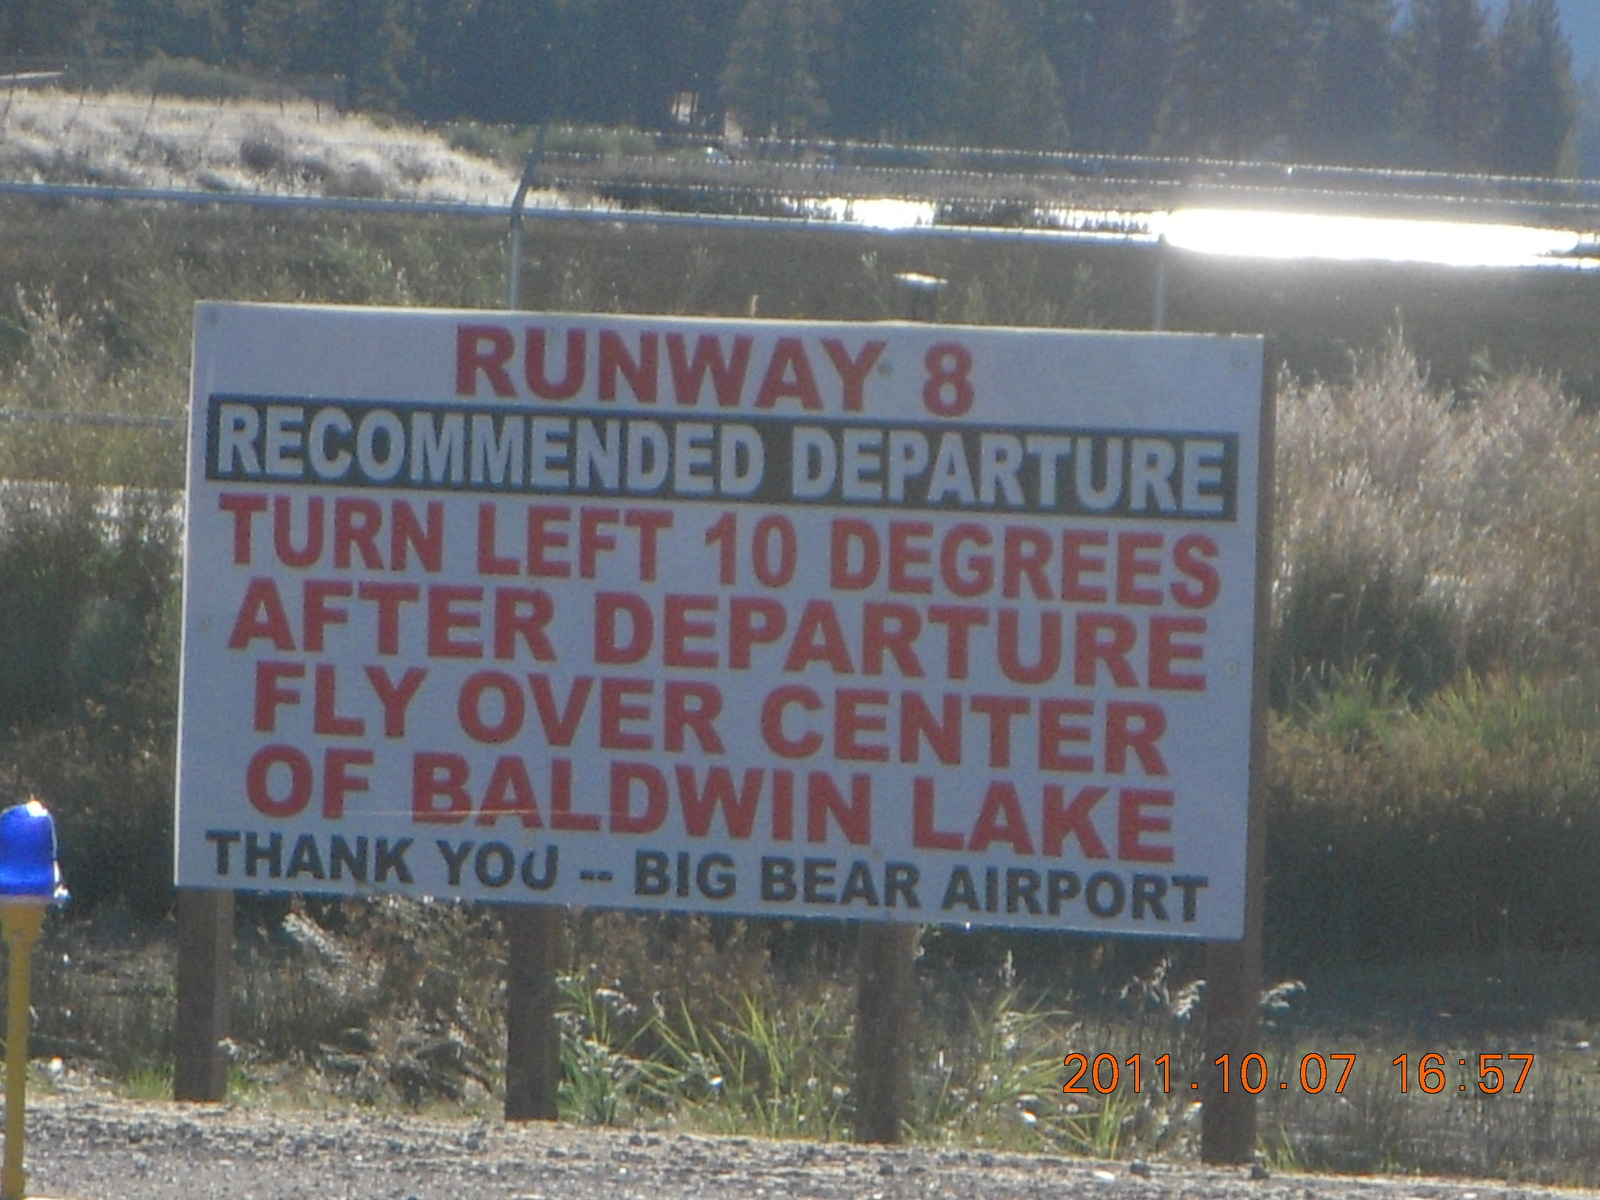 RUNWAY 8
RECOMMENDED DEPARTURE
TURN LEFT 10 DEGREES
AFTER DEPARTURE
FLY OVER CENTER
OF BALDWIN LAKE
THANK YOU -- BIG BEAR AIRPORT
2011.10.07 16:57